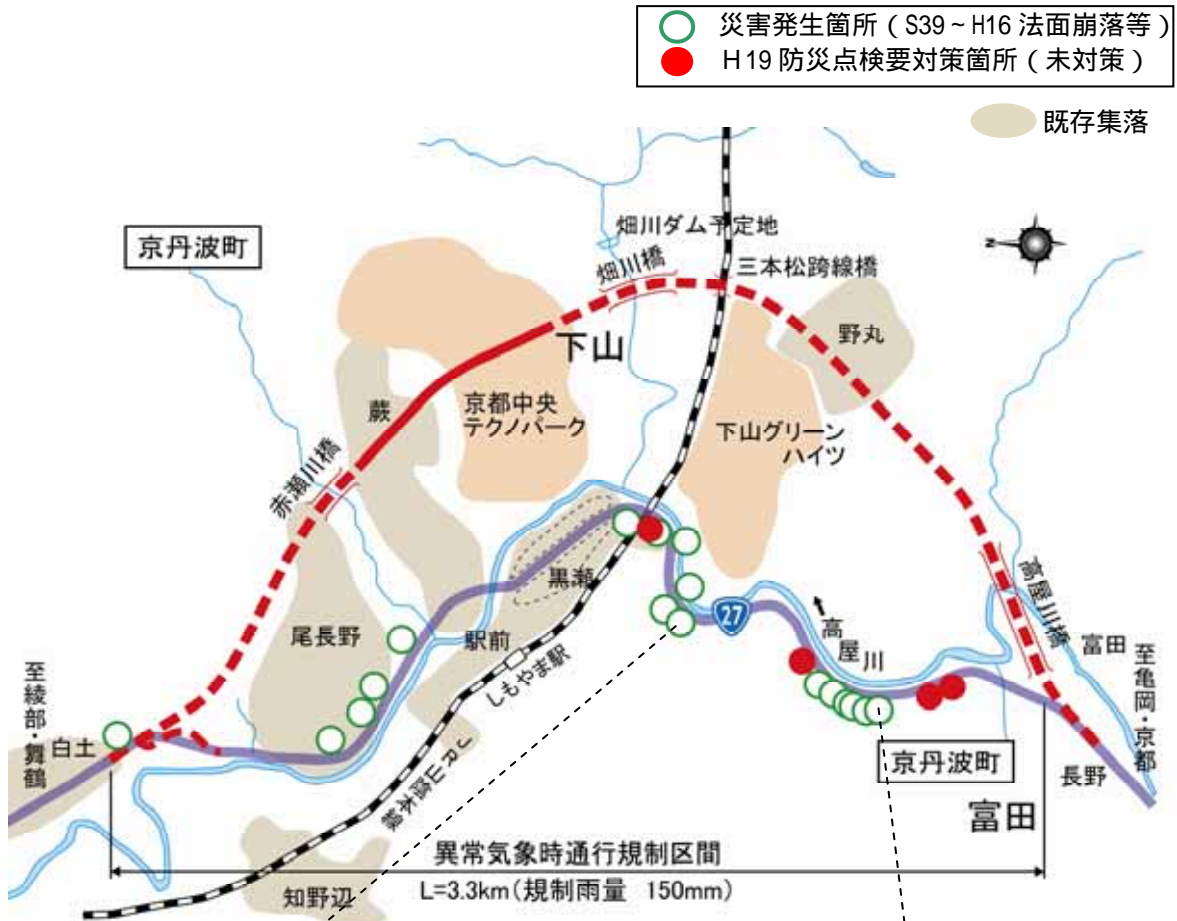 災害発生箇所（S39～H16 法面崩落等）
H19 防災点検要対策箇所（未対策）
既存集落
京丹波町
畑川ダム予定地
畑川橋
三本松跨線橋
N
野丸
下山
蕨
京都中央
テクノパーク
下山グリーン
ハイツ
赤瀬川橋
黒瀬
27
高屋川
高屋川橋
尾長野
駅前
しもやま駅
富田
至亀岡・京都
至綾部・舞鶴
白土
JR山陰本線
京丹波町
長野
富田
異常気象時通行規制区間
L=3.3km（規制雨量 150mm）
知野辺